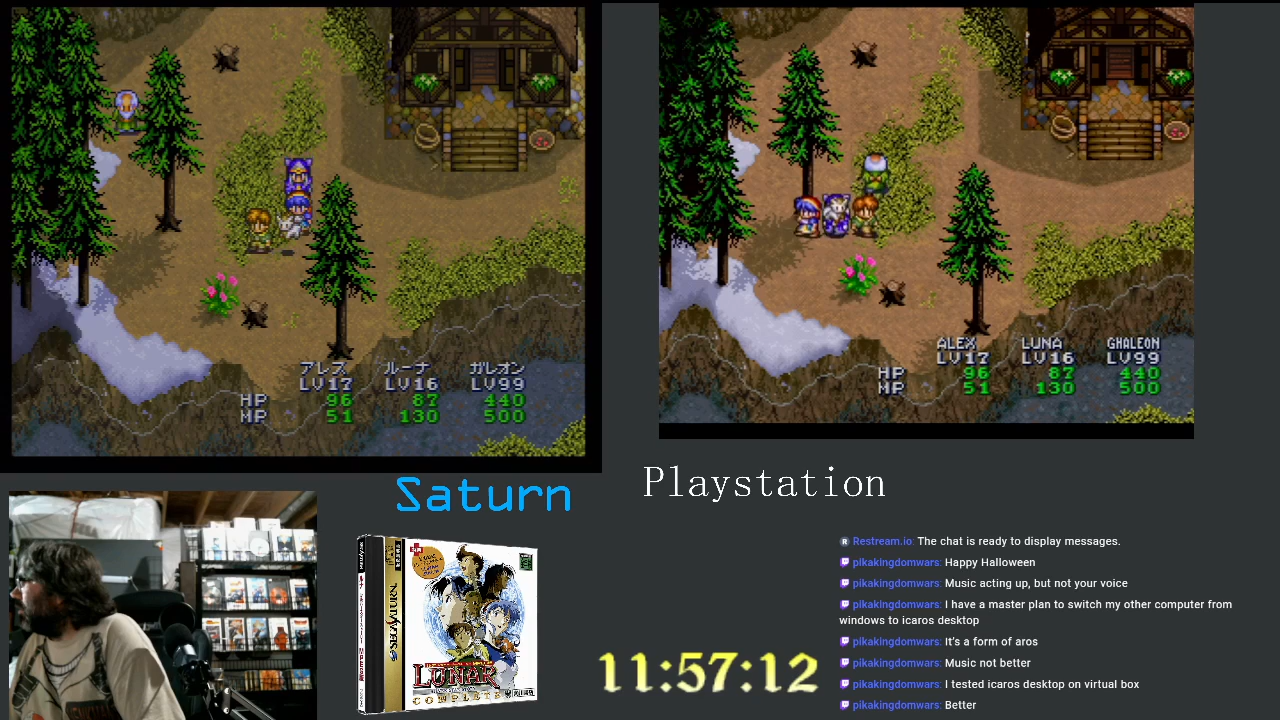 アレス ルーナ ガレオン
LV17 LV16 LV99
HP 96 87 440
MP 51 130 500
ALEX LUNA GHALEON
LV17 LV16 LV99
HP 96 87 440
MP 51 130 500
Saturn
Playstation
SEGA SATURN
LUNAR
COMPLETE
11:57:12
Restream.io: The chat is ready to display messages.
pikakingdomwars: Happy Halloween
pikakingdomwars: Music acting up, but not your voice
pikakingdomwars: I have a master plan to switch my other computer from
windows to icaros desktop
pikakingdomwars: It's a form of aros
pikakingdomwars: Music not better
pikakingdomwars: I tested icaros desktop on virtual box
pikakingdomwars: Better